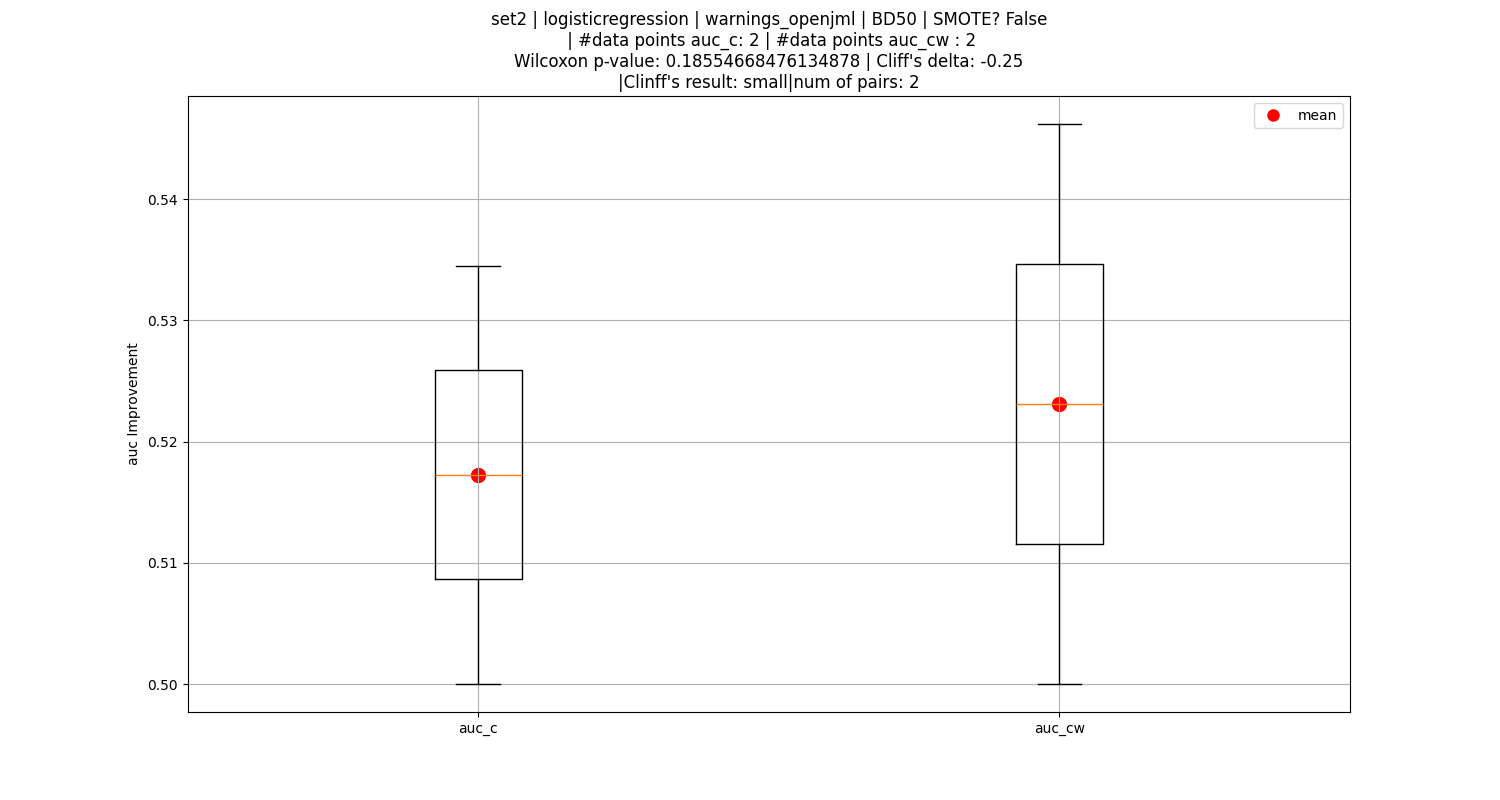 set2 | logisticregression | warnings_openjml | BD50 | SMOTE? False
| #data points auc_c: 2 | #data points auc_cw : 2
Wilcoxon p-value: 0.18554668476134878 | Cliff's delta: -0.25
|Clinff's result: small|num of pairs: 2
mean
0.54
0.53
0.52
0.51
0.50
auc Improvement
auc_c
auc_cw